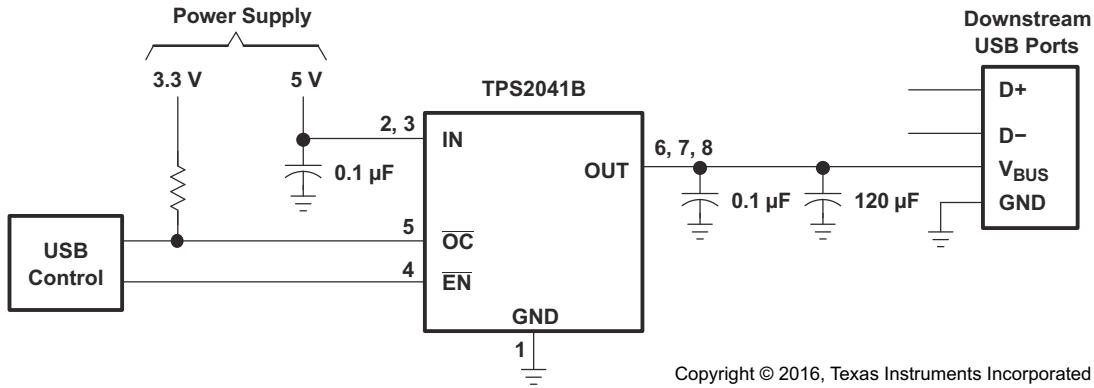 Power Supply
3.3 V
5 V
TPS2041B
Downstream
USB Ports
D+
D−
V_BUS
GND
2, 3
IN
0.1 µF
6, 7, 8
OUT
0.1 µF
120 µF
USB
Control
5
OC
4
EN
GND
1
Copyright © 2016, Texas Instruments Incorporated